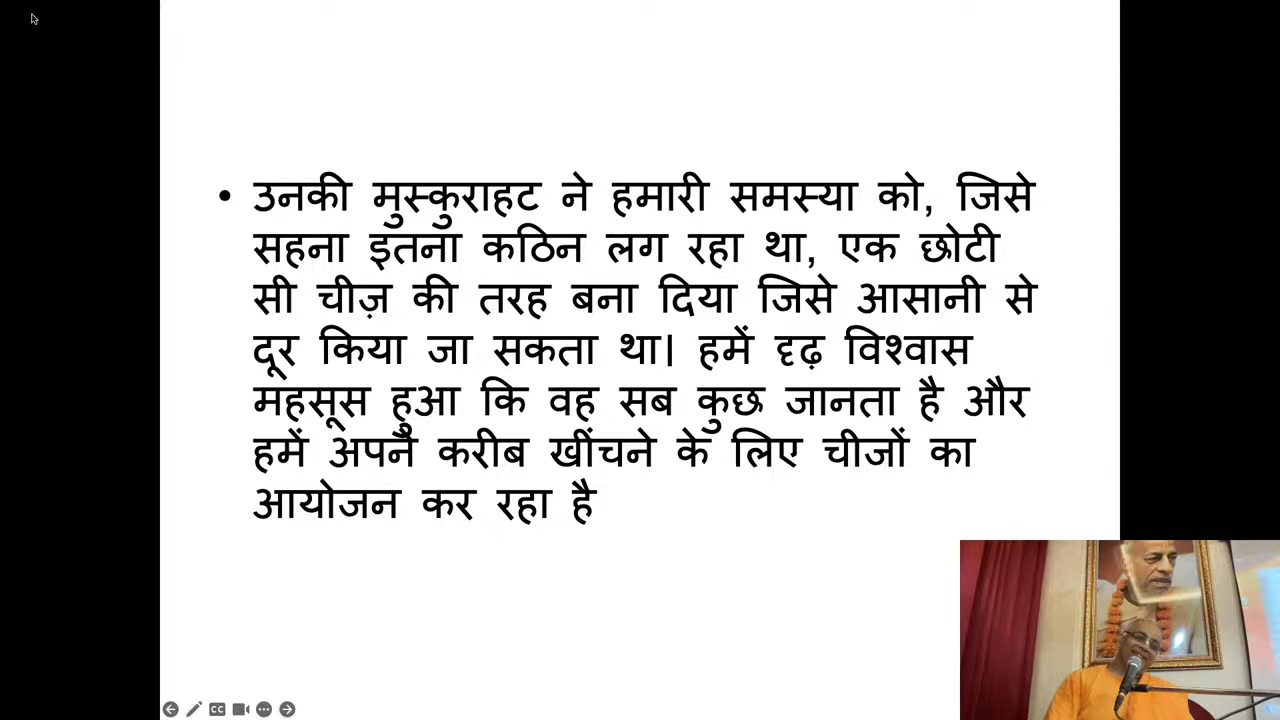 • उनकी मुस्कुराहट ने हमारी समस्या को, जिसे
सहना इतना कठिन लग रहा था, एक छोटी
सी चीज़ की तरह बना दिया जिसे आसानी से
दूर किया जा सकता था। हमें दृढ़ विश्वास
महसूस हुआ कि वह सब कुछ जानता है और
हमें अपने करीब खींचने के लिए चीजों का
आयोजन कर रहा है
CC